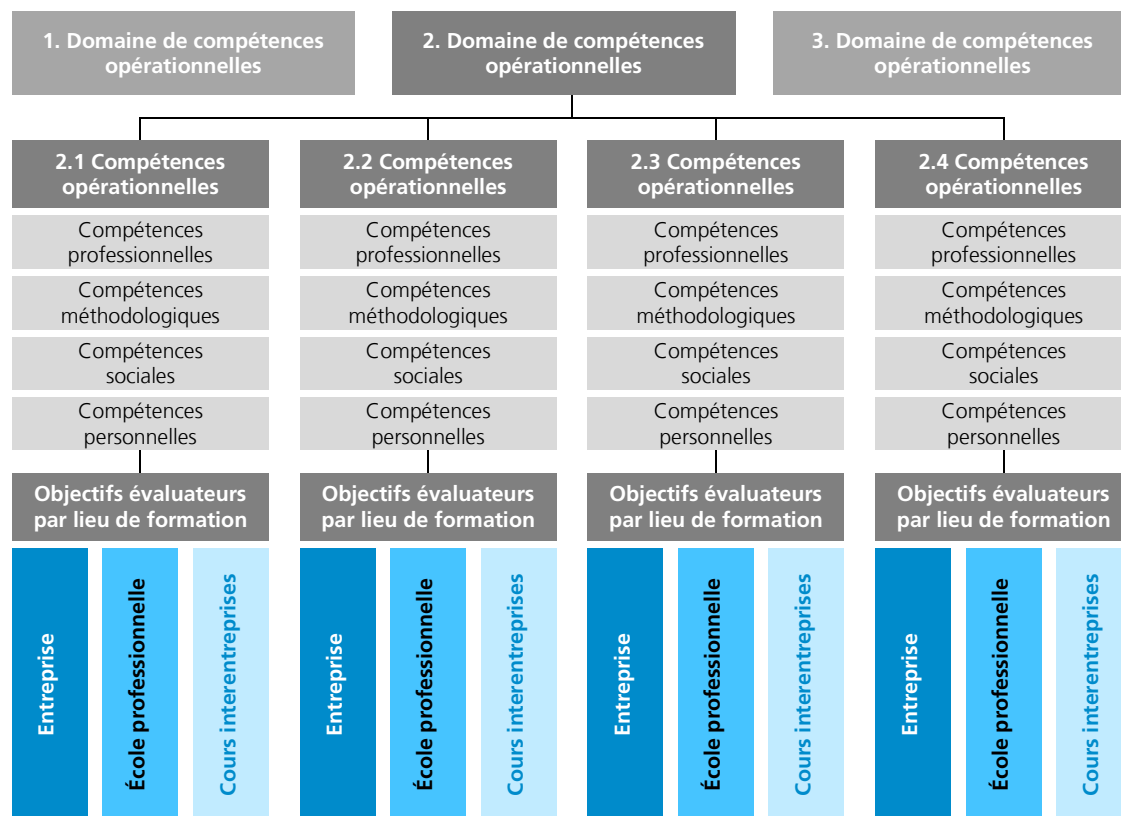 1. Domaine de compétences
opérationnelles
2. Domaine de compétences
opérationnelles
3. Domaine de compétences
opérationnelles
2.1 Compétences
opérationnelles
2.2 Compétences
opérationnelles
2.3 Compétences
opérationnelles
2.4 Compétences
opérationnelles
Compétences
professionnelles
Compétences
professionnelles
Compétences
professionnelles
Compétences
professionnelles
Compétences
méthodologiques
Compétences
méthodologiques
Compétences
méthodologiques
Compétences
méthodologiques
Compétences
sociales
Compétences
sociales
Compétences
sociales
Compétences
sociales
Compétences
personnelles
Compétences
personnelles
Compétences
personnelles
Compétences
personnelles
Objectifs évaluateurs
par lieu de formation
Objectifs évaluateurs
par lieu de formation
Objectifs évaluateurs
par lieu de formation
Objectifs évaluateurs
par lieu de formation
Entreprise
École professionnelle
Cours interentreprises
Entreprise
École professionnelle
Cours interentreprises
Entreprise
École professionnelle
Cours interentreprises
Entreprise
École professionnelle
Cours interentreprises